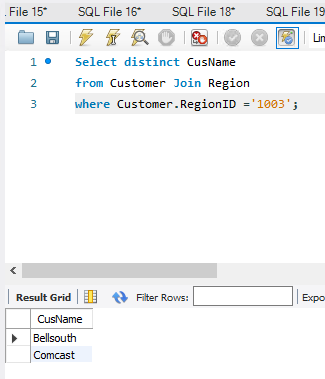 L File 15* SQL File 16* SQL File 18* SQL File 19
Lin
1 Select distinct CusName
2 from Customer Join Region
3 where Customer.RegionID ='1003';
Result Grid Filter Rows: Expo
CusName
Bellsouth
Comcast